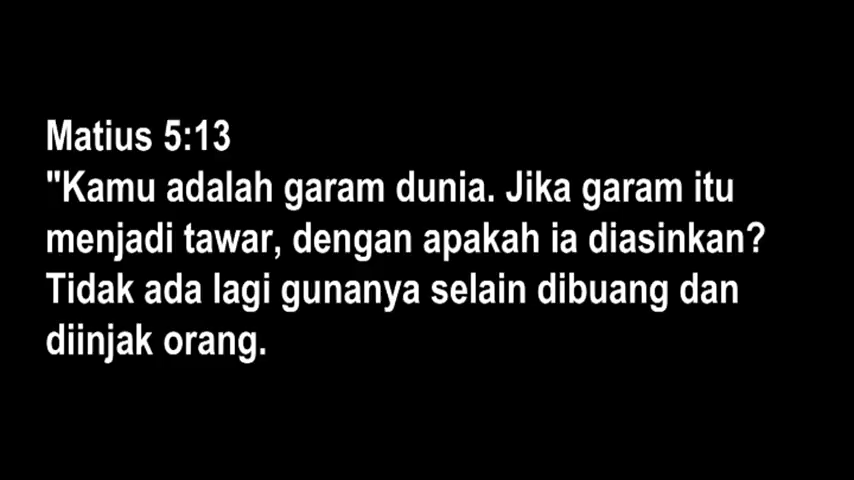 Matius 5:13
"Kamu adalah garam dunia. Jika garam itu
menjadi tawar, dengan apakah ia diasinkan?
Tidak ada lagi gunanya selain dibuang dan
diinjak orang.